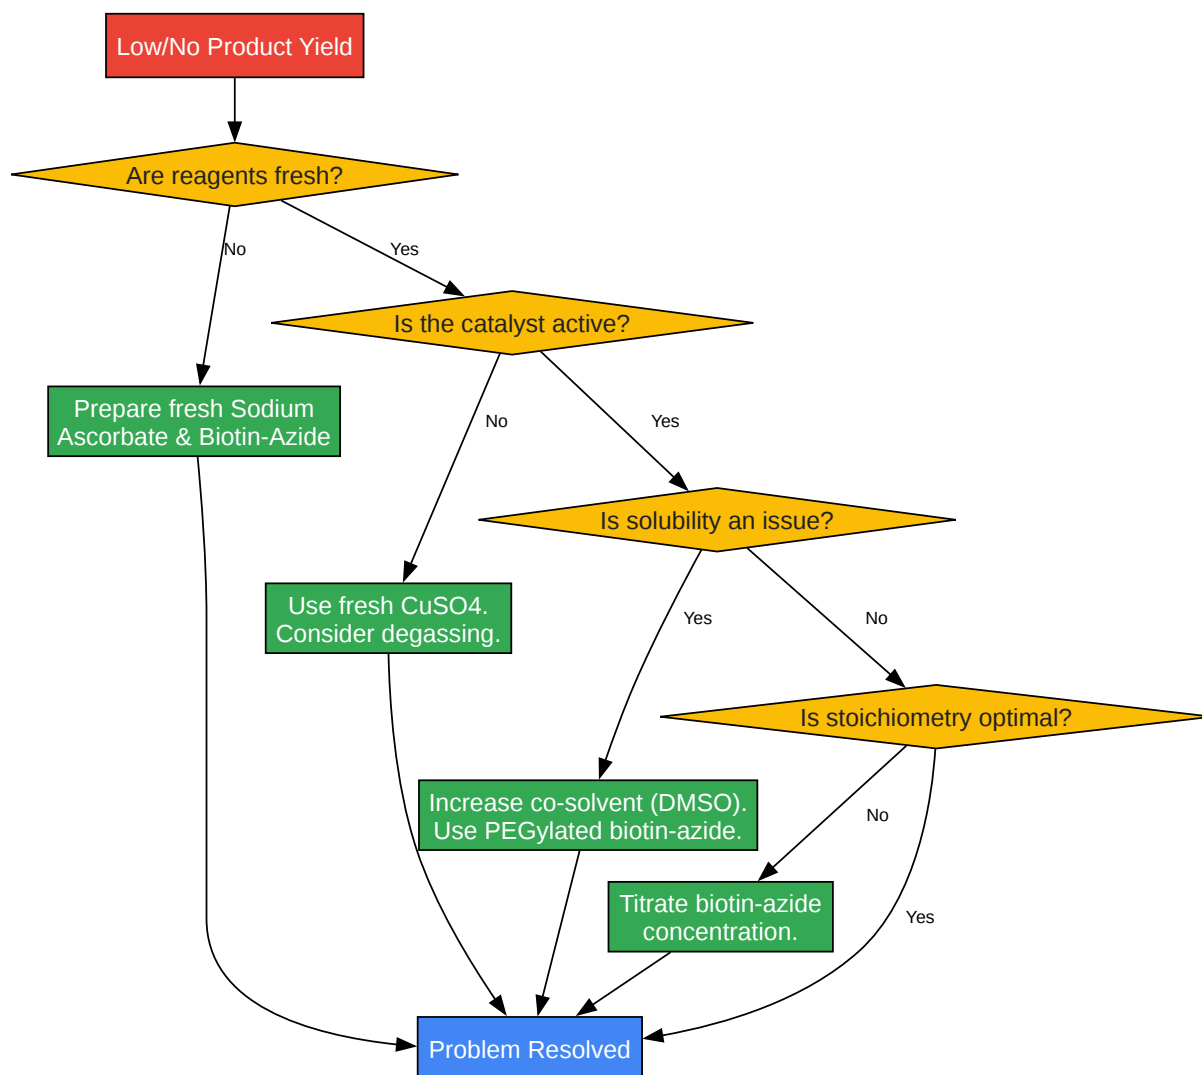 Low/No Product Yield
Are reagents fresh?
No
Yes
Is the catalyst active?
Prepare fresh Sodium
Ascorbate & Biotin-Azide
No
Yes
Is solubility an issue?
Use fresh CuSO4.
Consider degassing.
Yes
No
Is stoichiometry optimal?
Increase co-solvent (DMSO).
Use PEGylated biotin-azide.
No
Titrate biotin-azide
concentration.
Yes
Problem Resolved